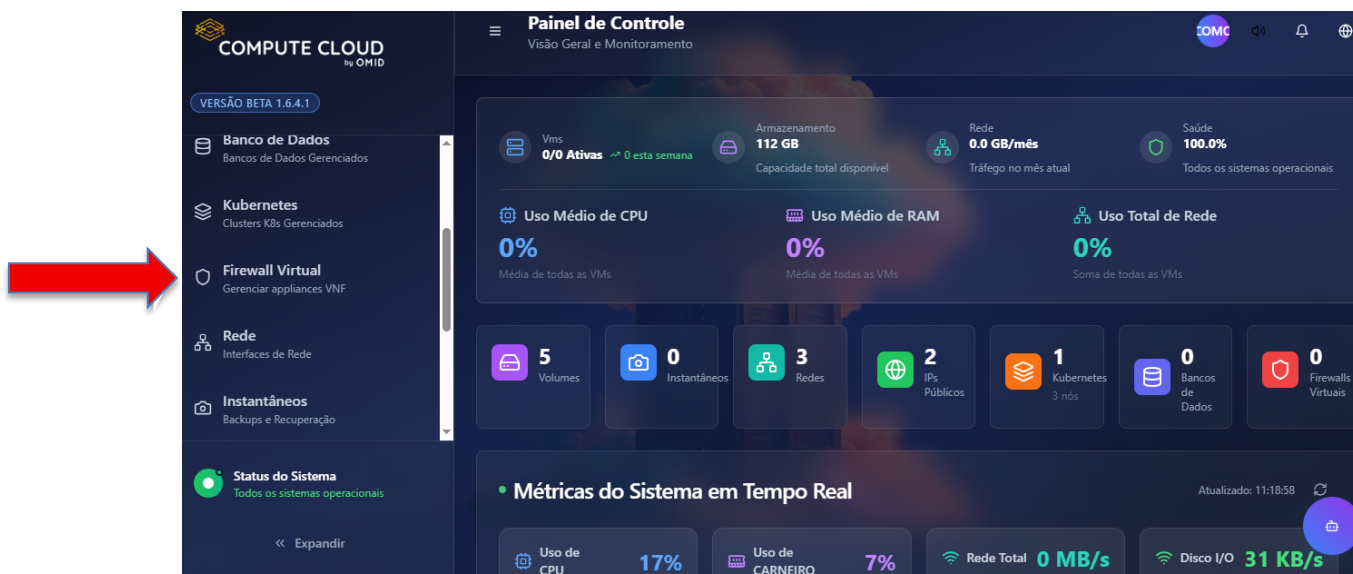 COMPUTE CLOUD
by OMID
VERSÃO BETA 1.6.4.1
Banco de Dados
Bancos de Dados Gerenciados
Kubernetes
Clusters K8s Gerenciados
Firewall Virtual
Gerenciar appliances VNF
Rede
Interfaces de Rede
Instantâneos
Backups e Recuperação
Status do Sistema
Todos os sistemas operacionais
« Expandir
Painel de Controle
Visão Geral e Monitoramento
COMC
Vms
0/0 Ativas 0 esta semana
Armazenamento
112 GB
Capacidade total disponível
Rede
0.0 GB/mês
Tráfego no mês atual
Saúde
100.0%
Todos os sistemas operacionais
Uso Médio de CPU
0%
Média de todas as VMs
Uso Médio de RAM
0%
Média de todas as VMs
Uso Total de Rede
0%
Soma de todas as VMs
5
Volumes
0
Instantâneos
3
Redes
2
IPs
Públicos
1
Kubernetes
3 nós
0
Bancos
de
Dados
0
Firewalls
Virtuais
Métricas do Sistema em Tempo Real
Atualizado: 11:18:58
Uso de
CPU
17%
Uso de
CARNEIRO
7%
Rede Total 0 MB/s
Disco I/O 31 KB/s